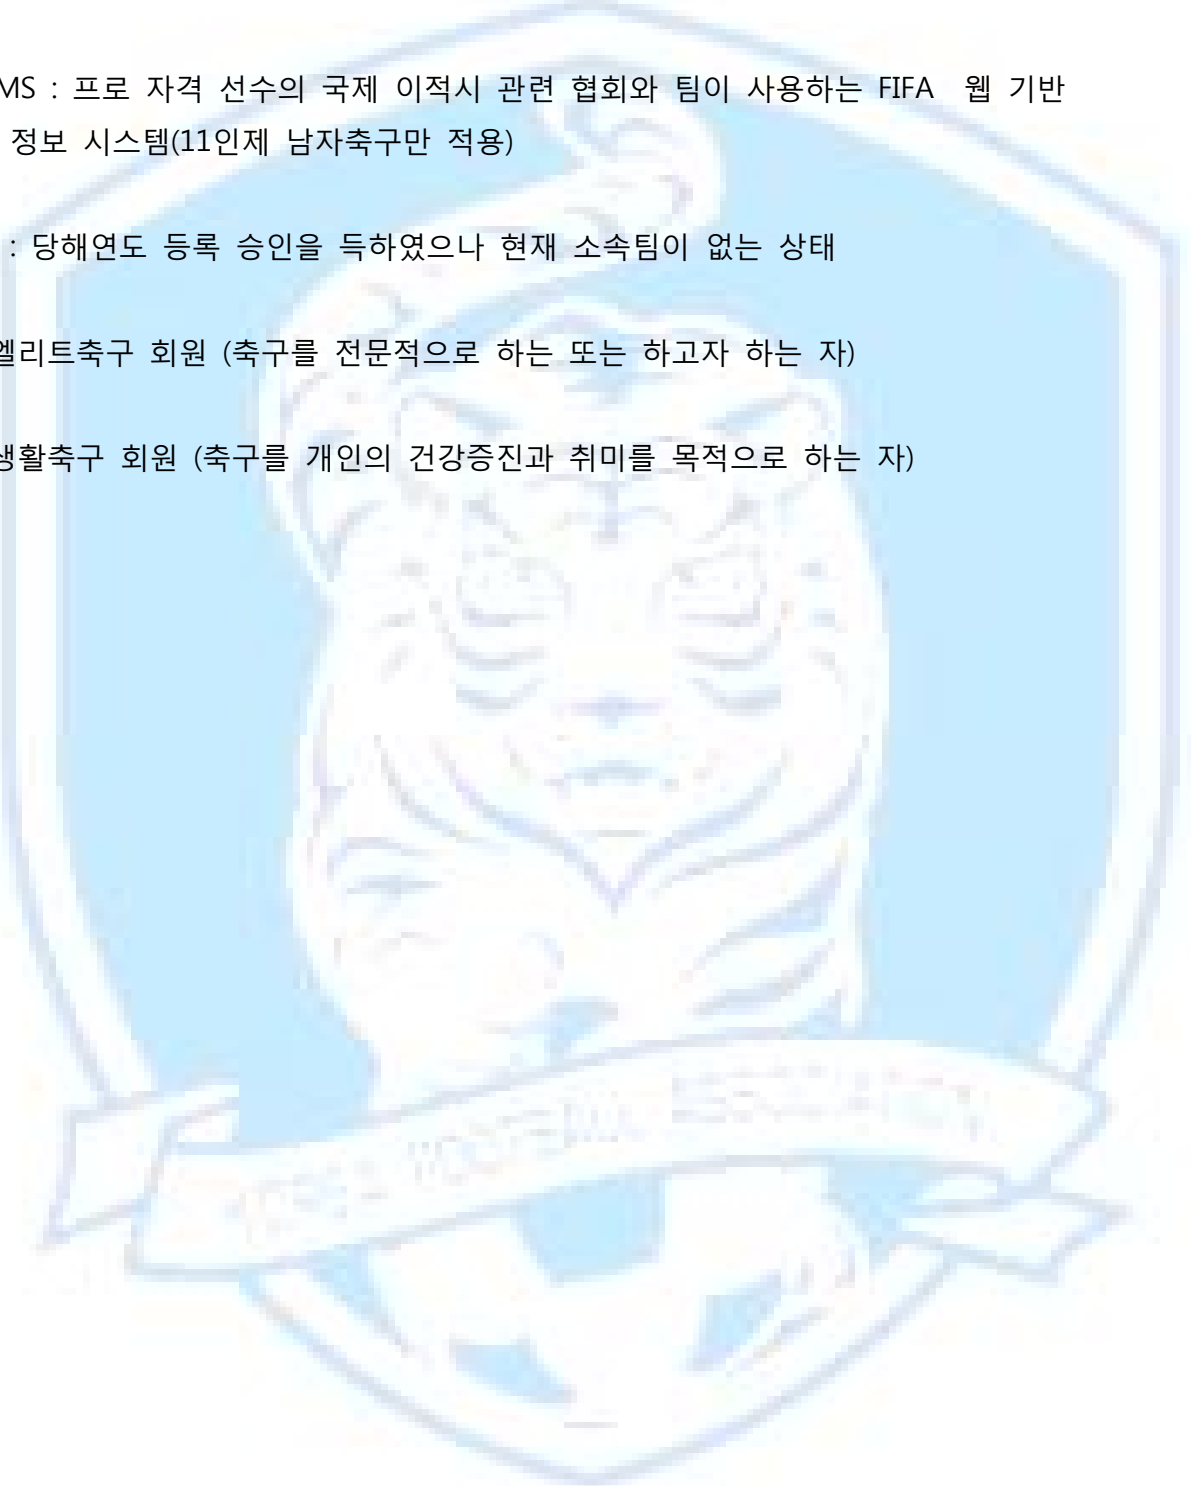 MS : 프로 자격 선수의 국제 이적시 관련 협회와 팀이 사용하는 FIFA 웹 기반
정보 시스템(11인제 남자축구만 적용)
: 당해연도 등록 승인을 득하였으나 현재 소속팀이 없는 상태
엘리트축구 회원 (축구를 전문적으로 하는 또는 하고자 하는 자)
생활축구 회원 (축구를 개인의 건강증진과 취미를 목적으로 하는 자)
KOREA FOOTBALL ASSOCIATION